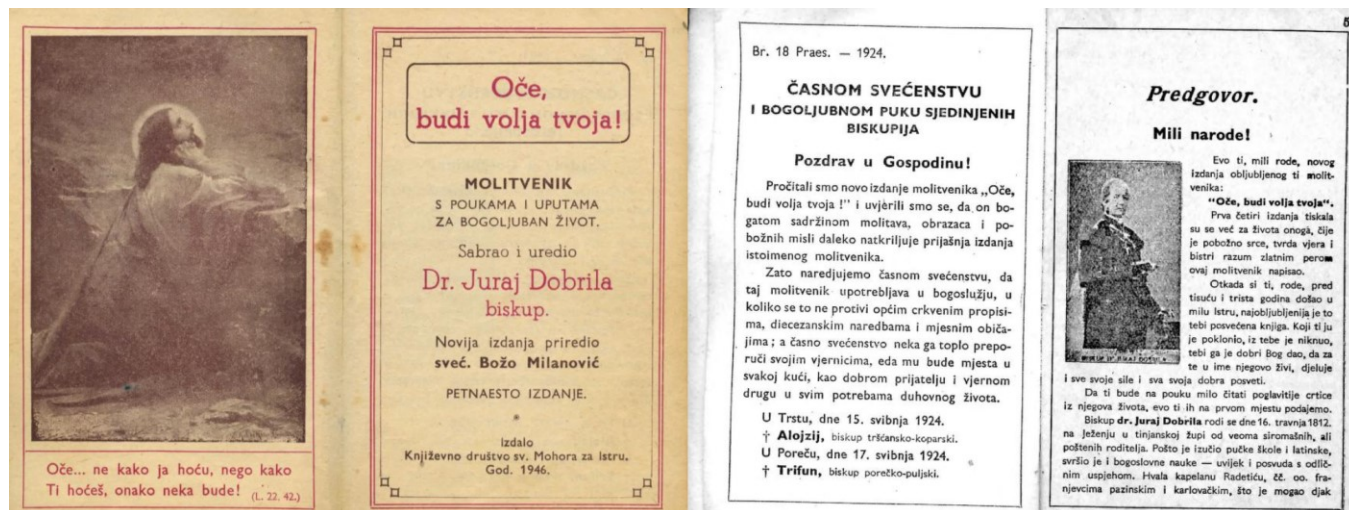 Oče... ne kako ja hoću, nego kako
Ti hoćeš, onako neka bude! (L. 22. 42.)
Oče,
budi volja tvoja!
MOLITVENIK
S POUKAMA I UPUTAMA
ZA BOGOLJUBAN ŽIVOT.
Sabrao i uredio
Dr. Juraj Dobrila
biskup.
Novija izdanja priredio
sveć. Božo Milanović
PETNAESTO IZDANJE.
*
Izdalo
Književno društvo sv. Mohora za Istru.
God. 1946.
Br. 18 Praes. — 1924.
ČASNOM SVEĆENSTVU
I BOGOLJUBNOM PUKU SJEDINJENIH
BISKUPIJA
Pozdrav u Gospodinu!
Pročitali smo novo izdanje molitvenika „Oče,
budi volja tvoja !" i uvjerili smo se, da on bo-
gatom sadržinom molitava, obrazaca i po-
božnih misli daleko natkriljuje prijašnja izdanja
istoimenog molitvenika.
Zato naredjujemo časnom svećenstvu, da
taj molitvenik upotrebljava u bogoslužju, u
koliko se to ne protivi općim crkvenim propisi-
ma, diecezanskim naredbama i mjesnim običa-
jima ; a časno svećenstvo neka ga toplo prepo-
ruči svojim vjernicima, eda mu bude mjesta u
svakoj kući, kao dobrom prijatelju i vjernom
drugu u svim potrebama duhovnog života.
U Trstu, dne 15. svibnja 1924.
† Alojzij, biskup tršćansko-koparski.
U Poreču, dne 17. svibnja 1924.
† Trifun, biskup porečko-puljski.
5
Predgovor.
Mili narode!
Evo ti, mili rode, novog
izdanja obljubljenog ti molit-
venika:
"Oče, budi volja tvoja".
Prva četiri izdanja tiskala
su se već za života onogà, čije
je pobožno srce, tvrda vjera i
bistri razum zlatnim perom
ovaj molitvenik napisao.
Otkada si ti, rode, pred
tisuću i trista godina došao u
milu Istru, najobljubljenija je to
tebi posvećena knjiga. Koji ti ju
je poklonio, iz tebe je niknuo,
tebi ga je dobri Bog dao, da za
te u ime njegovo živi, djeluje
i sve svoje sile i sva svoja dobra posveti.
Da ti bude na pouku milo čitati poglavitije crtice
iz njegova života, evo ti ih na prvom mjestu podajemo.
Biskup dr. Juraj Dobrila rodi se dne 16. travnja 1812.
na Ježenju u tinjanskoj župi od veoma siromašnih, ali
poštenih roditelja. Pošto je izučio pučke škole i latinske,
svršio je i bogoslovne nauke — uvijek i posvuda s odlič-
nim uspjehom. Hvala kapelanu Radetiću, čč. oo. fra-
njevcima pazinskim i karlovačkim, što je mogao djak